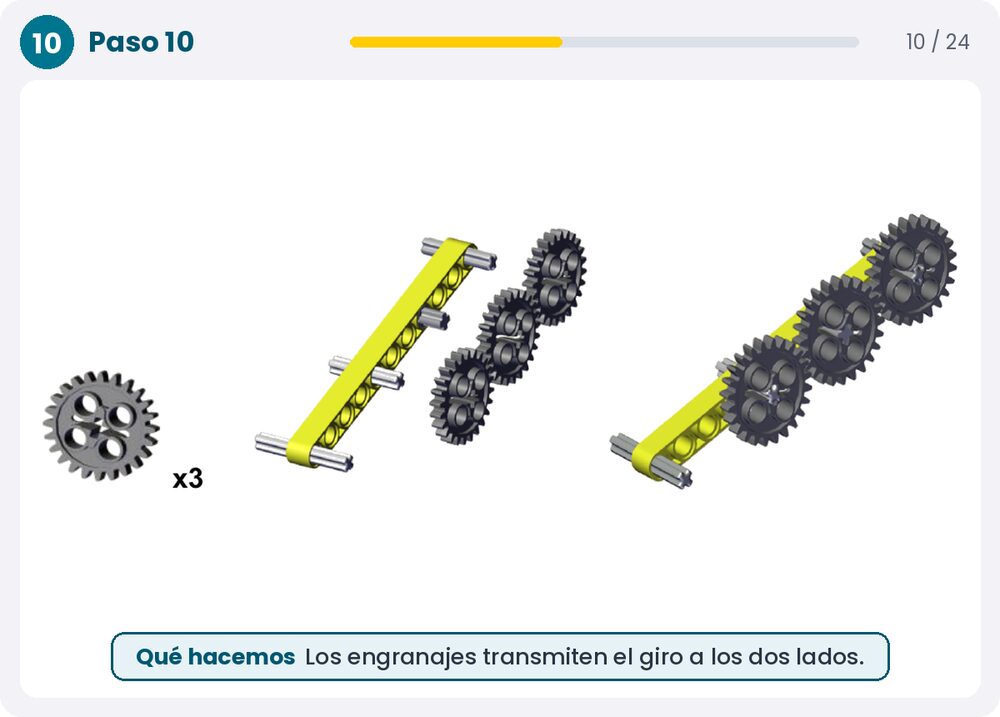 10 Paso 10 10 / 24
x3
Qué hacemos Los engranajes transmiten el giro a los dos lados.